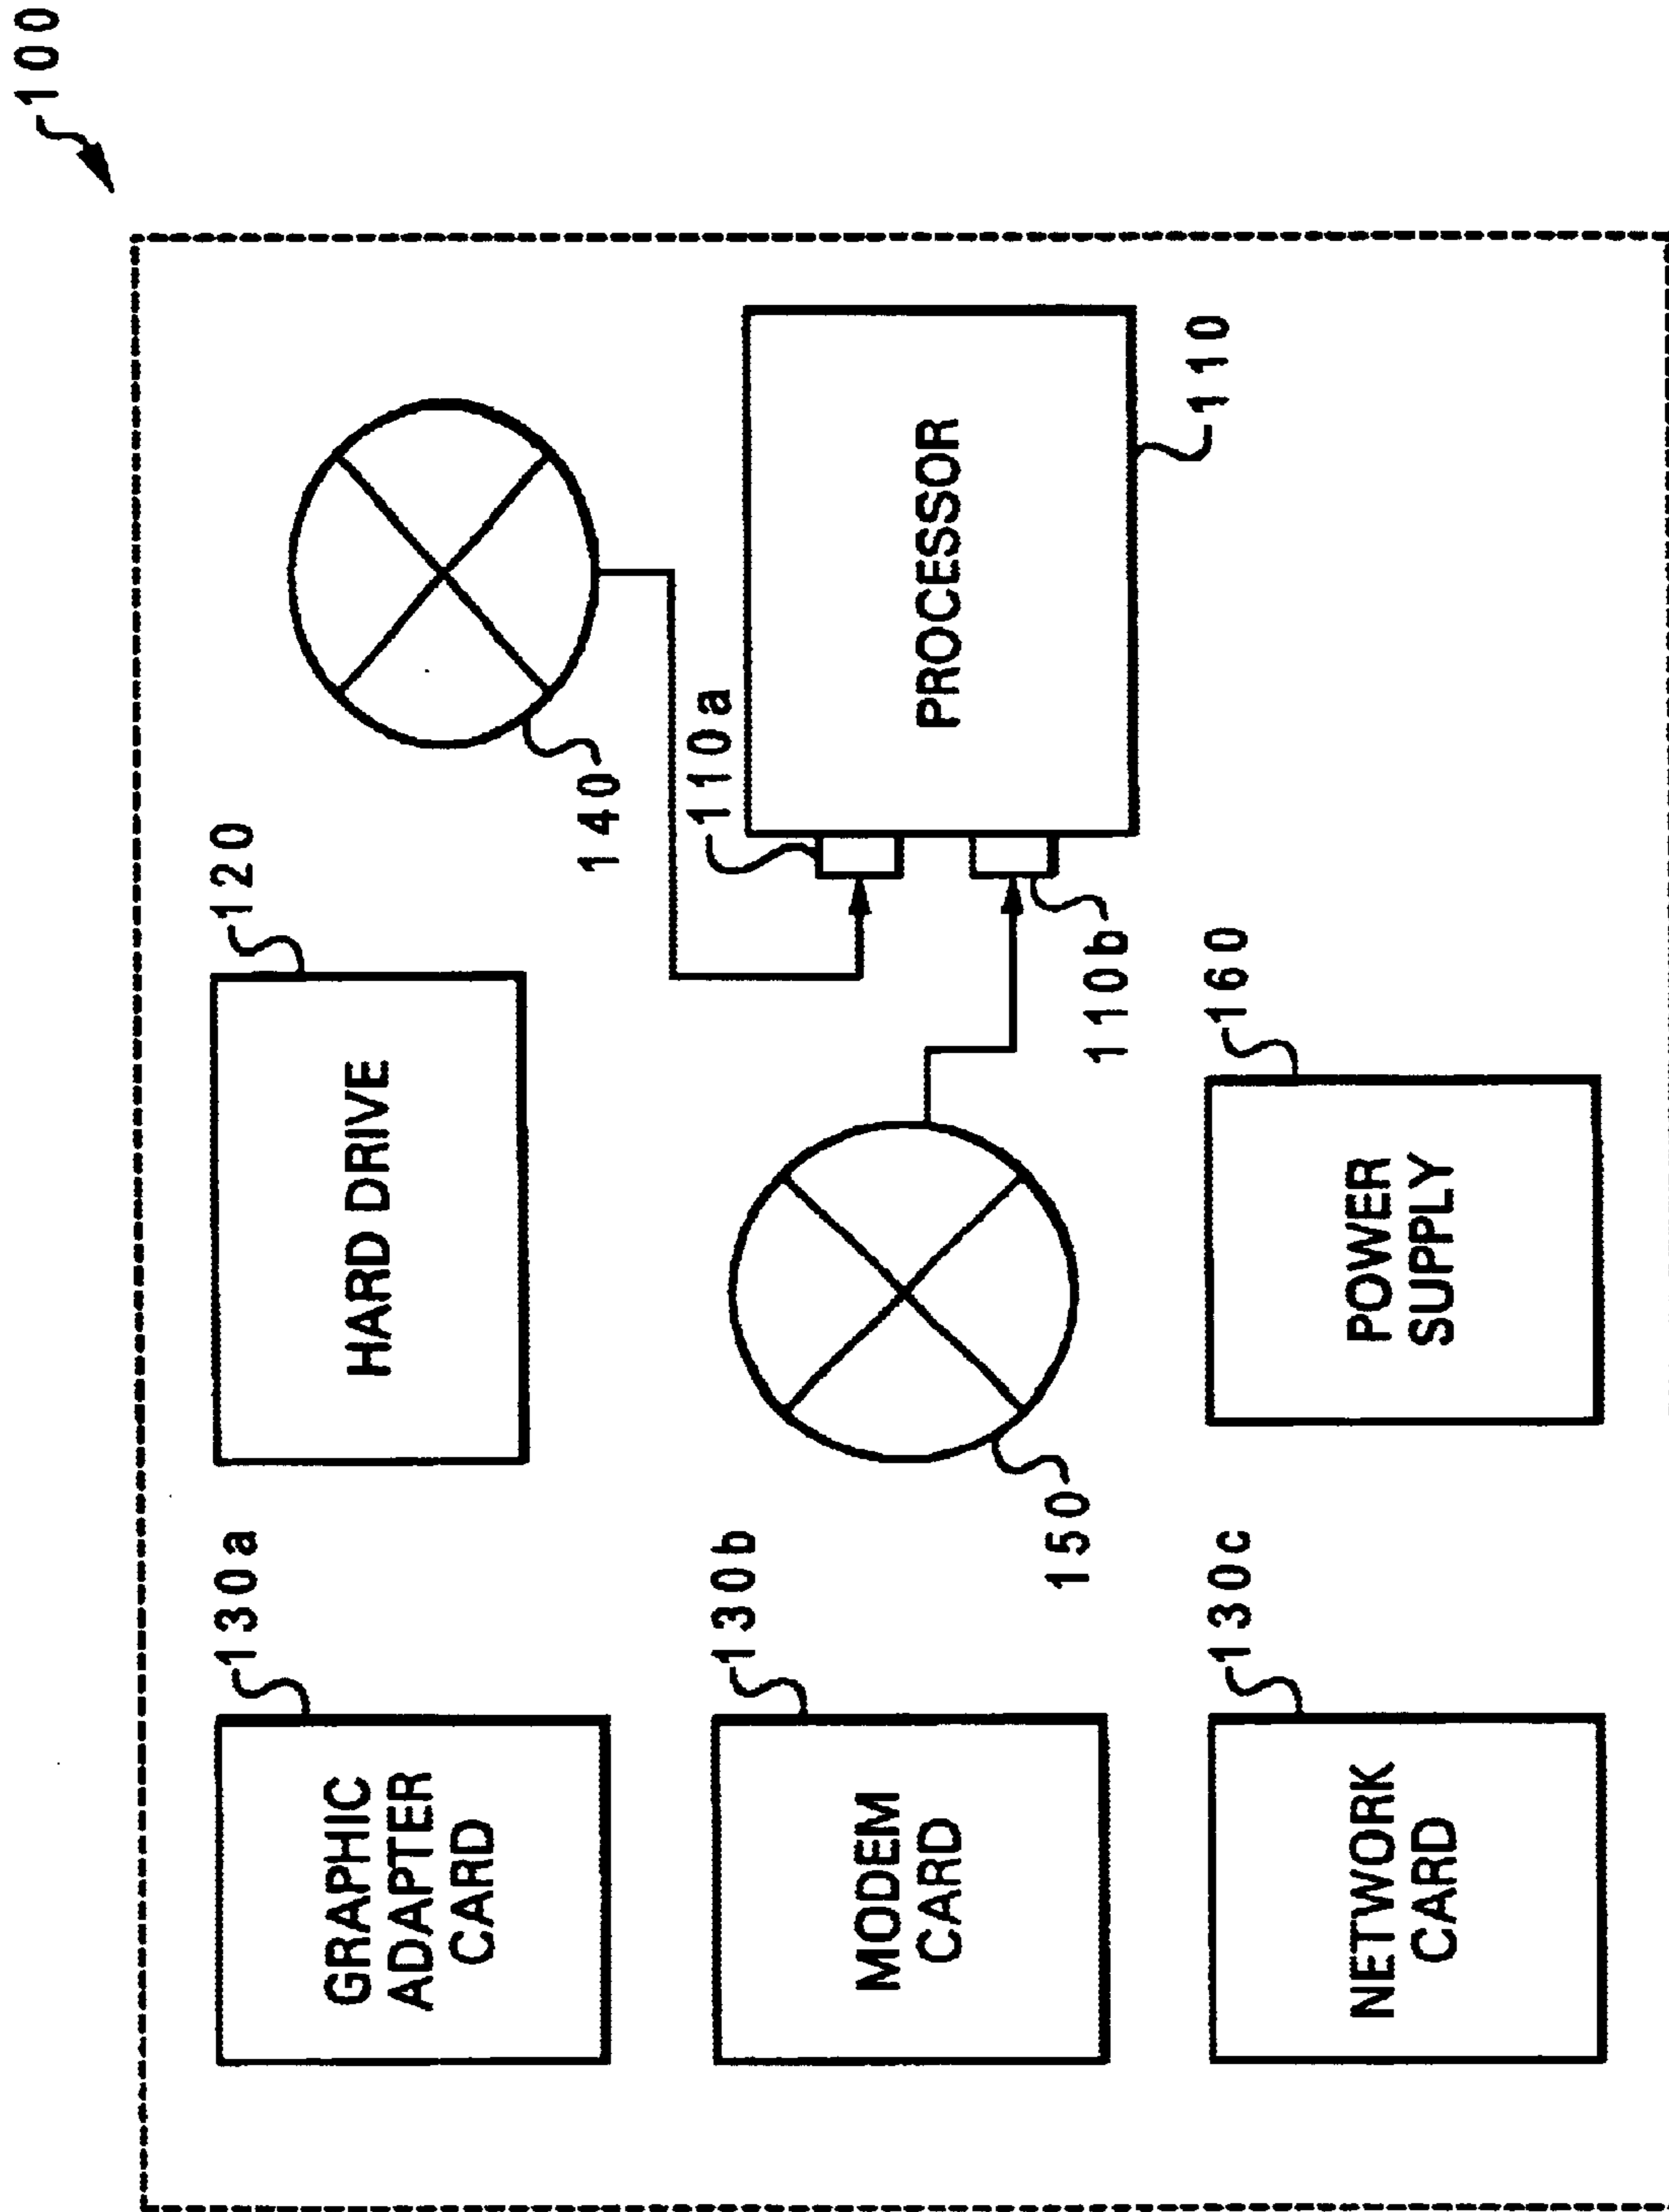 100
120
HARD DRIVE
140
130a
GRAPHIC
ADAPTER
CARD
110a
PROCESSOR
110
130b
MODEM
CARD
150
110b
160
POWER
SUPPLY
130c
NETWORK
CARD